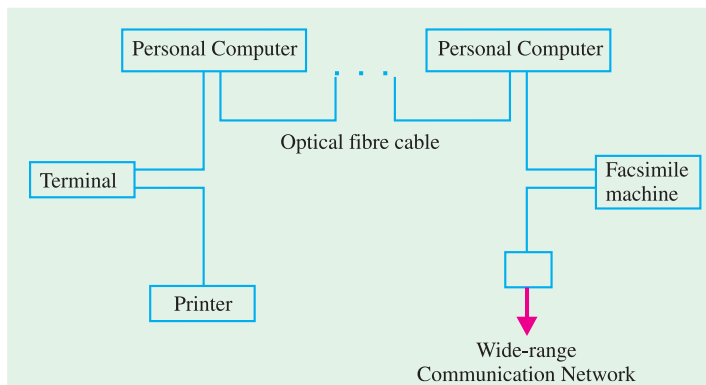 Personal Computer
Personal Computer
Optical fibre cable
Terminal
Facsimile
machine
Printer
Wide-range
Communication Network